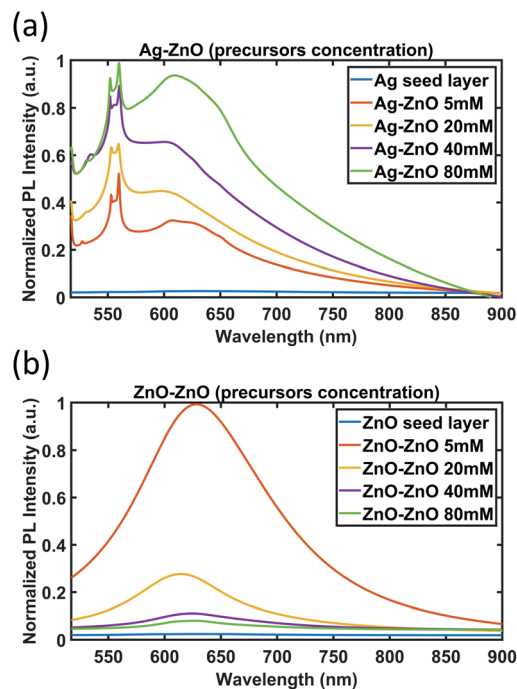 (a)
Ag-ZnO (precursors concentration)
Normalized PL Intensity (a.u.)
1
0.8
0.6
0.4
0.2
0
Ag seed layer
Ag-ZnO 5mM
Ag-ZnO 20mM
Ag-ZnO 40mM
Ag-ZnO 80mM
550 600 650 700 750 800 850 900
Wavelength (nm)
(b)
ZnO-ZnO (precursors concentration)
Normalized PL Intensity (a.u.)
1
0.8
0.6
0.4
0.2
0
ZnO seed layer
ZnO-ZnO 5mM
ZnO-ZnO 20mM
ZnO-ZnO 40mM
ZnO-ZnO 80mM
550 600 650 700 750 800 850 900
Wavelength (nm)